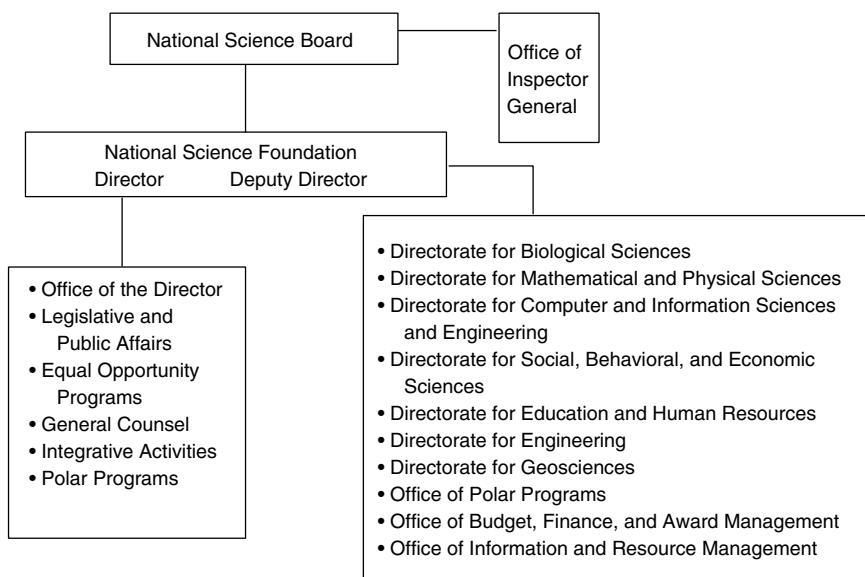 National Science Board
Office of
Inspector
General
National Science Foundation
Director Deputy Director
• Office of the Director
• Legislative and
Public Affairs
• Equal Opportunity
Programs
• General Counsel
• Integrative Activities
• Polar Programs
• Directorate for Biological Sciences
• Directorate for Mathematical and Physical Sciences
• Directorate for Computer and Information Sciences
and Engineering
• Directorate for Social, Behavioral, and Economic
Sciences
• Directorate for Education and Human Resources
• Directorate for Engineering
• Directorate for Geosciences
• Office of Polar Programs
• Office of Budget, Finance, and Award Management
• Office of Information and Resource Management